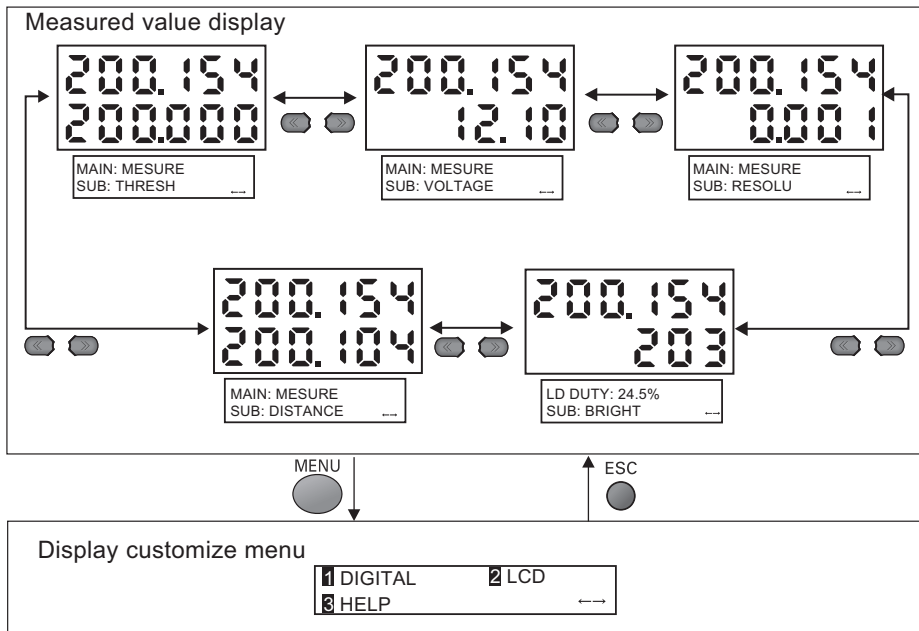 Measured value display
200.154
200.000
MAIN: MESURE
SUB: THRESH ←→
200.154
12.10
MAIN: MESURE
SUB: VOLTAGE ←→
200.154
0.001
MAIN: MESURE
SUB: RESOLU ←→
200.154
200.104
MAIN: MESURE
SUB: DISTANCE ←→
200.154
203
LD DUTY: 24.5%
SUB: BRIGHT ←→
MENU
ESC
Display customize menu
1 DIGITAL 2 LCD
3 HELP ←→